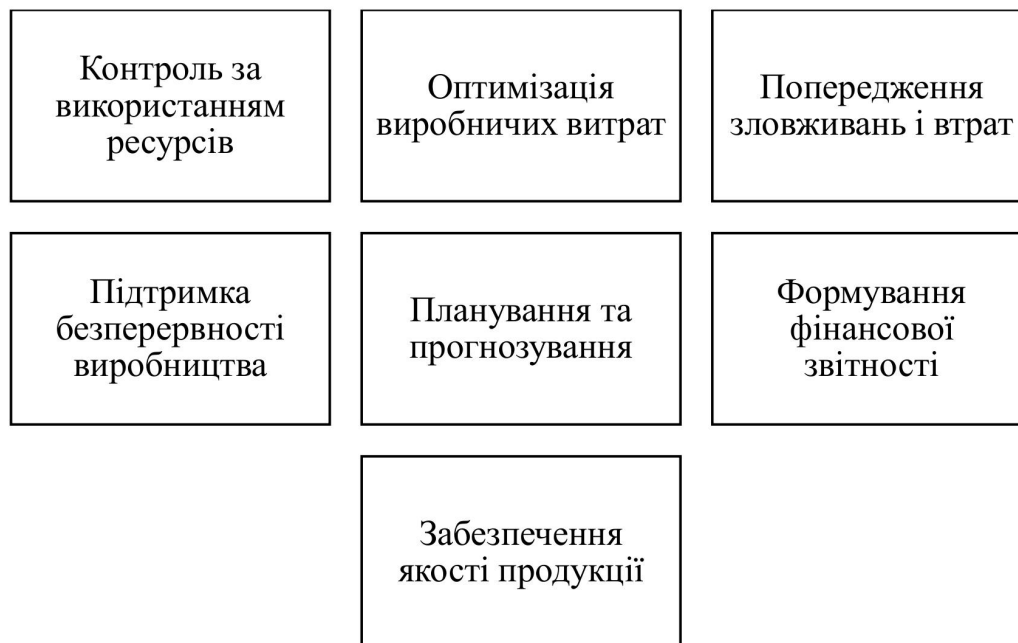 Контроль за
використанням
ресурсів
Оптимізація
виробничих витрат
Попередження
зловживань і втрат
Підтримка
безперервності
виробництва
Планування та
прогнозування
Формування
фінансової
звітності
Забезпечення
якості продукції